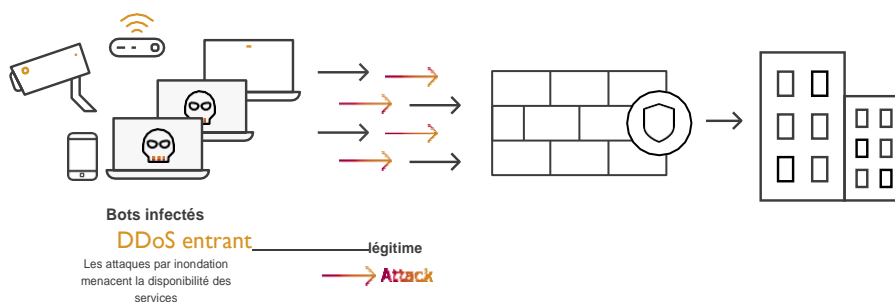 Bots infectés
DDoS entrant
légitime
Les attaques par inondation
menacent la disponibilité des
services
Attack